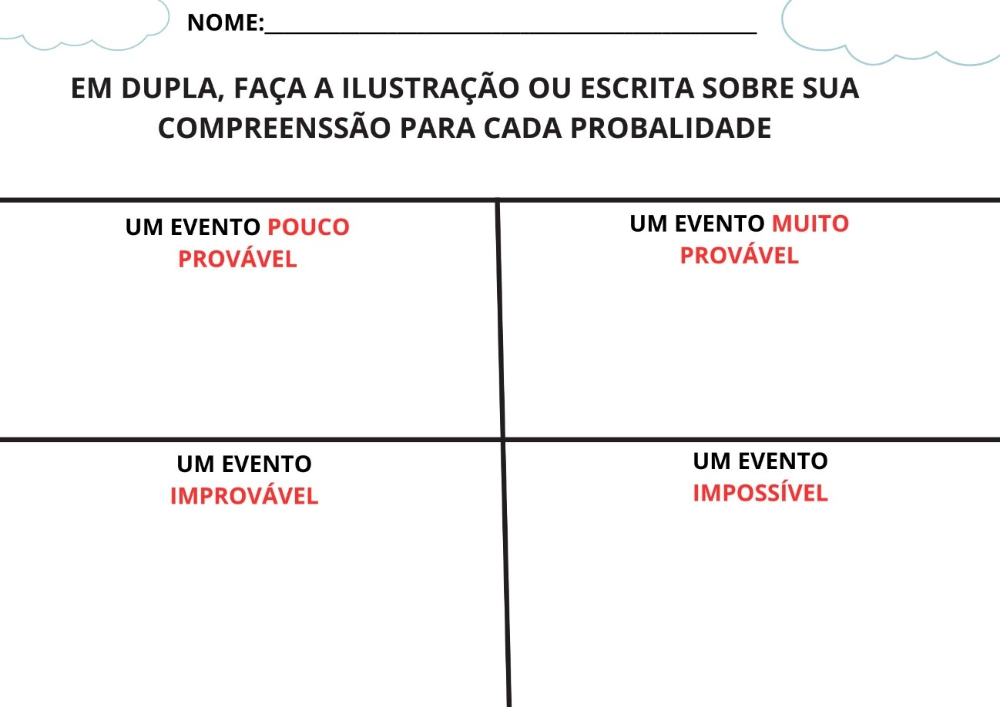 NOME:____________________________________________________
EM DUPLA, FAÇA A ILUSTRAÇÃO OU ESCRITA SOBRE SUA
COMPREENSSÃO PARA CADA PROBALIDADE
UM EVENTO POUCO
PROVÁVEL
UM EVENTO MUITO
PROVÁVEL
UM EVENTO
IMPROVÁVEL
UM EVENTO
IMPOSSÍVEL